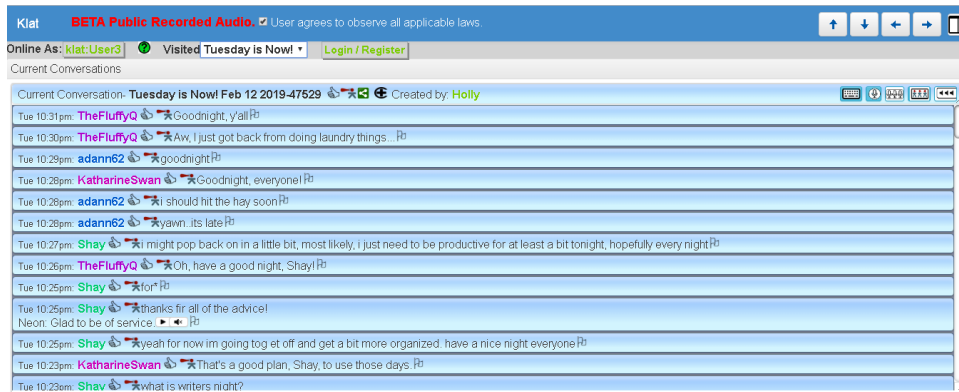 Klat BETA Public Recorded Audio. User agrees to observe all applicable laws.
Online As: klat:User3 Visited Tuesday is Now! Login / Register
Current Conversations
Current Conversation- Tuesday is Now! Feb 12 2019-47529 Created by: Holly
Tue 10:31pm: TheFluffyQ Goodnight, y'all
Tue 10:30pm: TheFluffyQ Aw, I just got back from doing laundry things...
Tue 10:29pm: adann62 goodnight
Tue 10:28pm: KatharineSwan Goodnight, everyone!
Tue 10:28pm: adann62 i should hit the hay soon
Tue 10:28pm: adann62 yawn..its late
Tue 10:27pm: Shay i might pop back on in a little bit, most likely, i just need to be productive for at least a bit tonight, hopefully every night
Tue 10:26pm: TheFluffyQ Oh, have a good night, Shay!
Tue 10:25pm: Shay for*
Tue 10:25pm: Shay thanks fir all of the advice!
Neon: Glad to be of service.
Tue 10:25pm: Shay yeah for now im going tog et off and get a bit more organized. have a nice night everyone
Tue 10:23pm: KatharineSwan That's a good plan, Shay, to use those days.
Tue 10:23pm: Shay what is writers night?